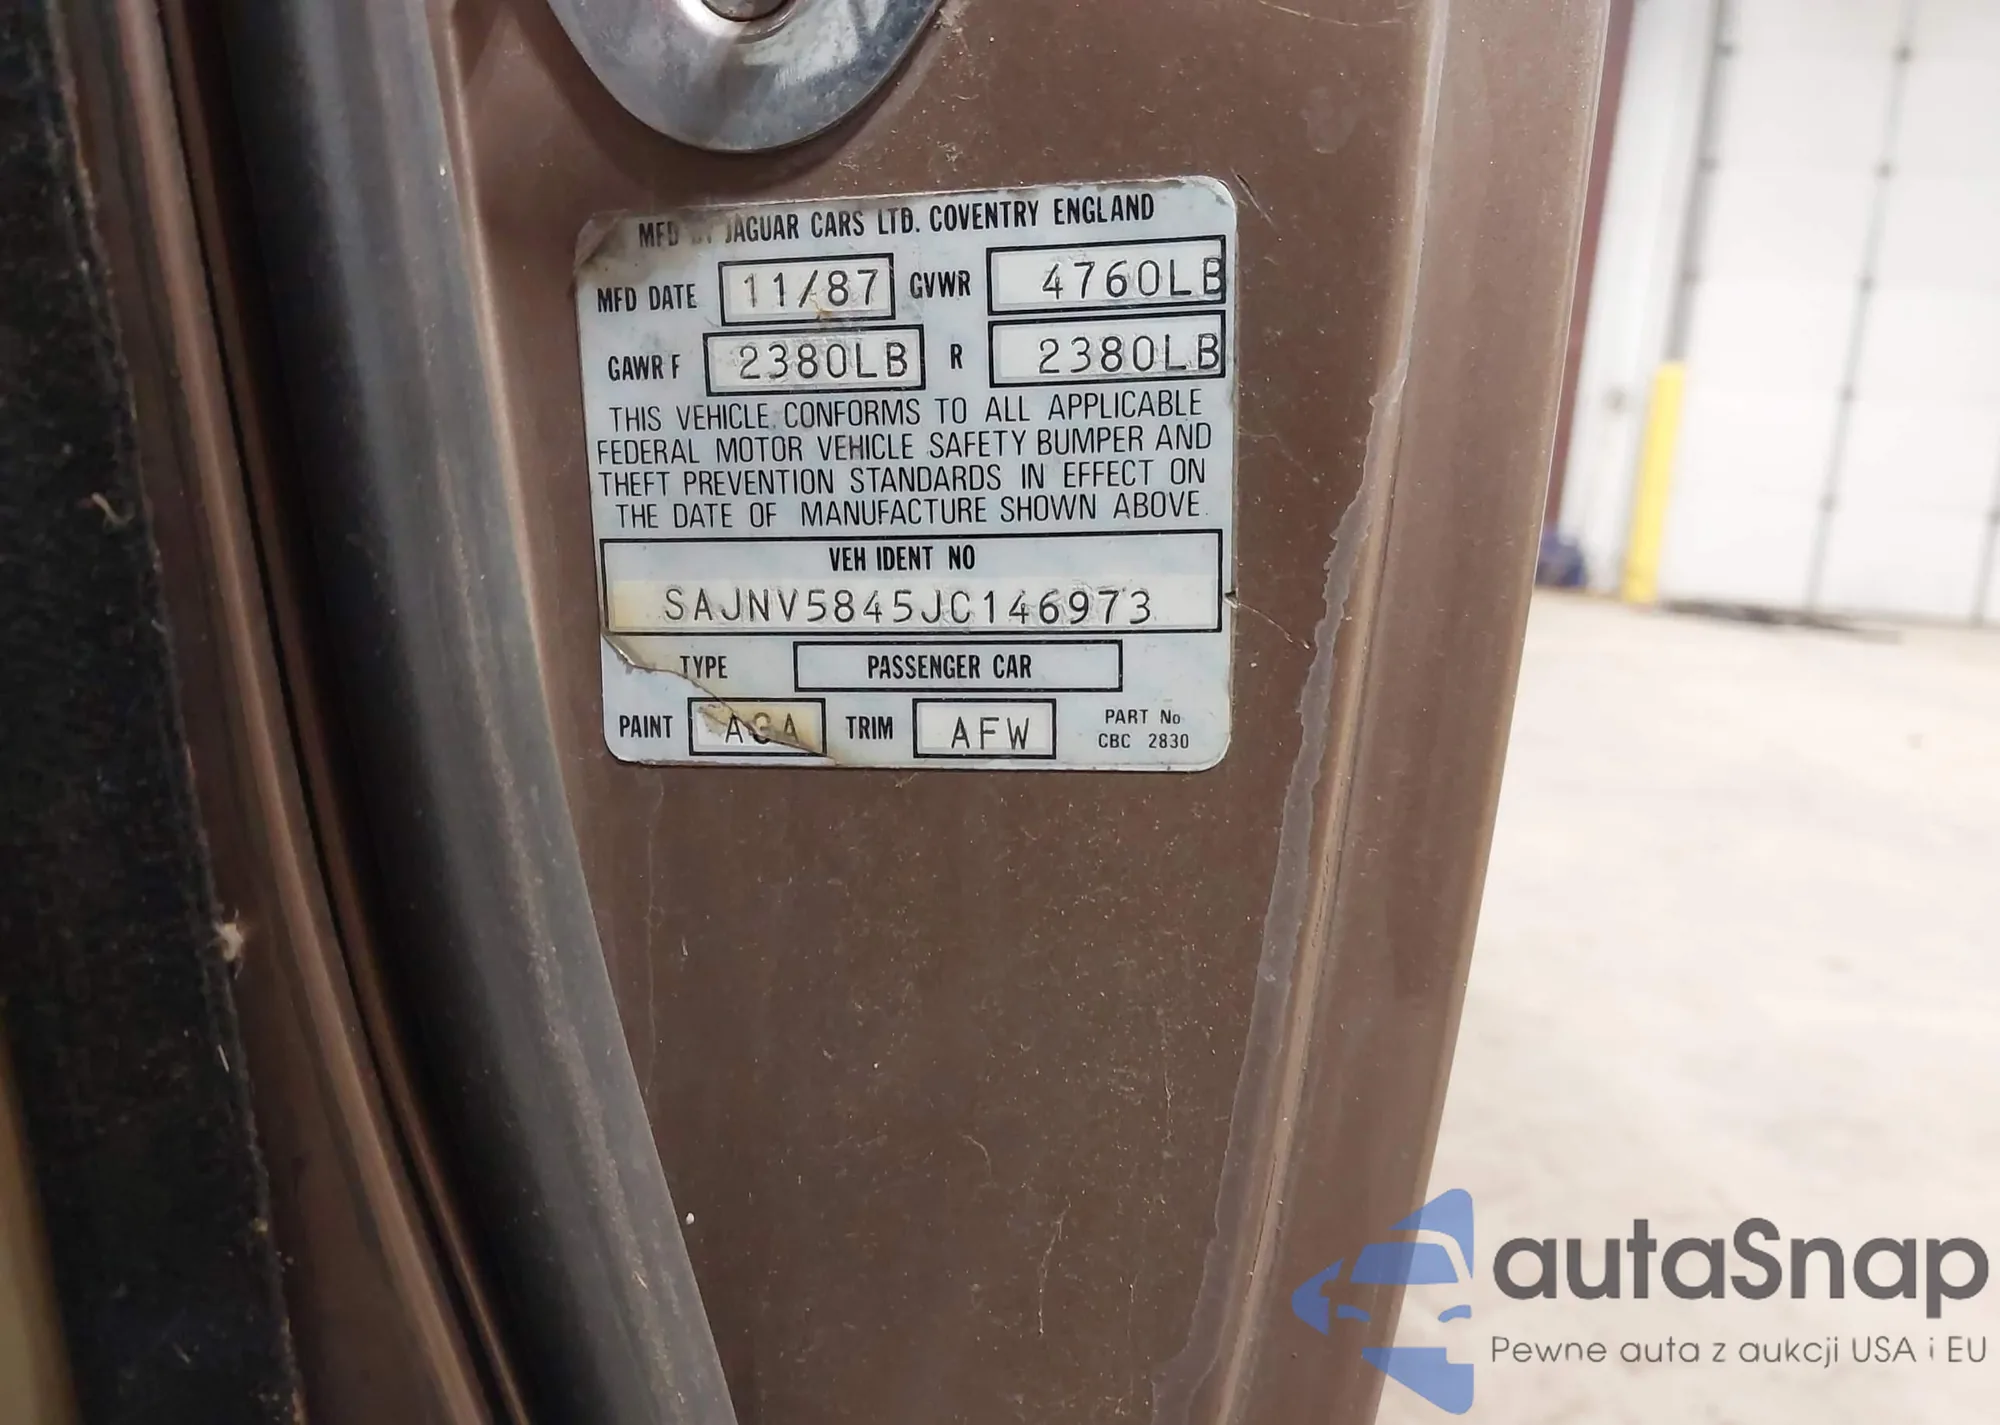 MFD BY JAGUAR CARS LTD. COVENTRY ENGLAND
MFD DATE 11/87 GVWR 4760LB
GAWR F 2380LB R 2380LB
THIS VEHICLE CONFORMS TO ALL APPLICABLE
FEDERAL MOTOR VEHICLE SAFETY BUMPER AND
THEFT PREVENTION STANDARDS IN EFFECT ON
THE DATE OF MANUFACTURE SHOWN ABOVE.
VEH IDENT NO
SAJNV5845JC146973
TYPE PASSENGER CAR
PAINT TRIM AFW
PART No
CBC 2830
autaSnap
Pewne auta z aukcji USA i EU